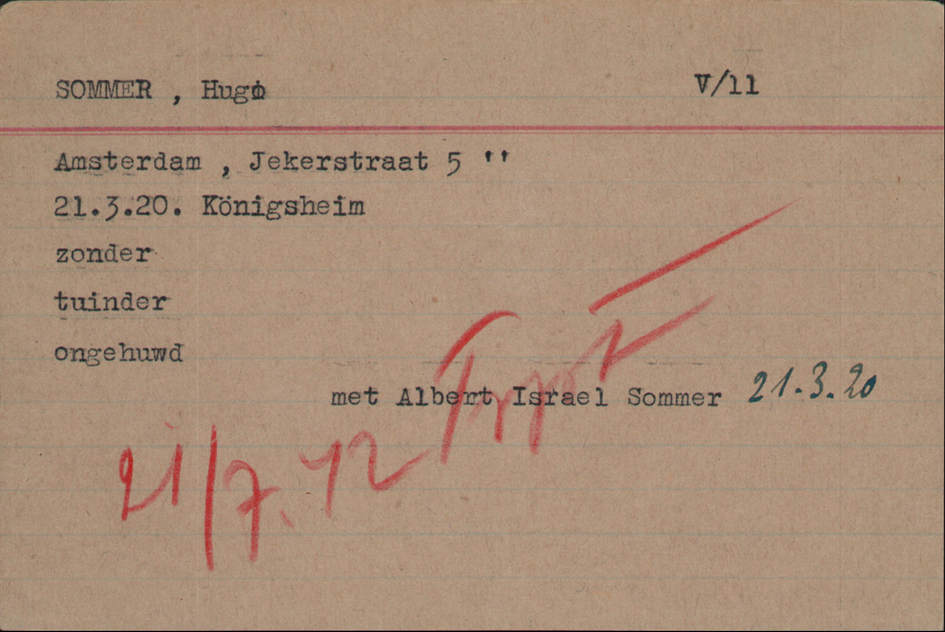 SOMMER , Hugo V/11
Amsterdam , Jekerstraat 5 ''
21.3.20. Königsheim
zonder
tuinder
ongehuwd
met Albert Israel Sommer 21.3.20
21/7.42